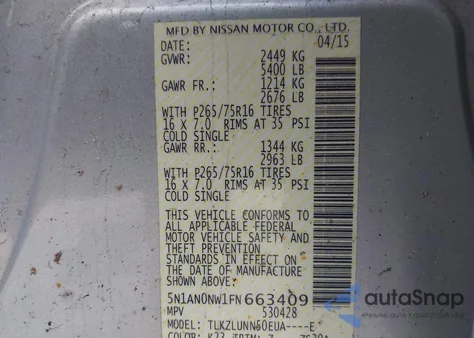 MFD BY NISSAN MOTOR CO., LTD.
DATE: 04/15
GVWR: 2449 KG
5400 LB
GAWR FR.: 1214 KG
2676 LB
WITH P265/75R16 TIRES
16 X 7.0 RIMS AT 35 PSI
COLD SINGLE
GAWR RR.: 1344 KG
2963 LB
WITH P265/75R16 TIRES
16 X 7.0 RIMS AT 35 PSI
COLD SINGLE
THIS VEHICLE CONFORMS TO
ALL APPLICABLE FEDERAL
MOTOR VEHICLE SAFETY AND
THEFT PREVENTION
STANDARDS IN EFFECT ON
THE DATE OF MANUFACTURE
SHOWN ABOVE:
5N1AN0NW1FN663409
MPV 530428
MODEL: TLKZLUNN60EUA----E
COLOR: K23 TRIM:
autoSnap